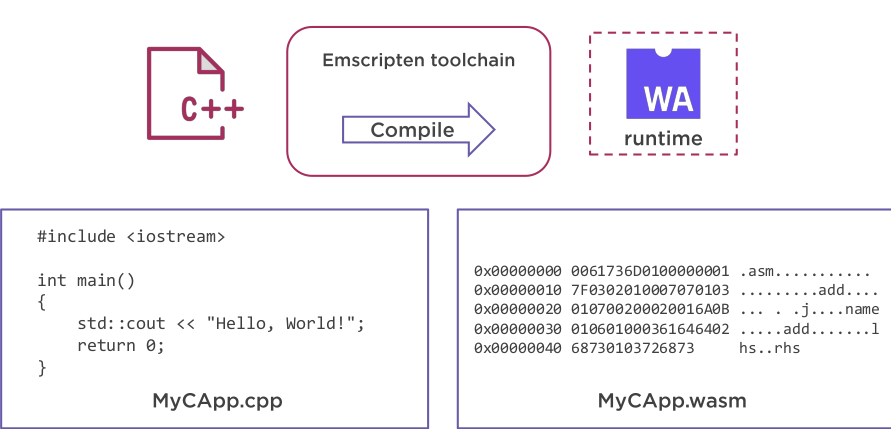 C++
Emscripten toolchain
Compile
WA
runtime
#include <iostream>
int main()
{
    std::cout << "Hello, World!";
    return 0;
}
MyCApp.cpp
0x00000000 0061736D0100000001 .asm...........
0x00000010 7F0302010007070103 .........add....
0x00000020 010700200020016A0B ... . .j....name
0x00000030 010601000361646402 .....add.......l
0x00000040 68730103726873 hs..rhs
MyCApp.wasm